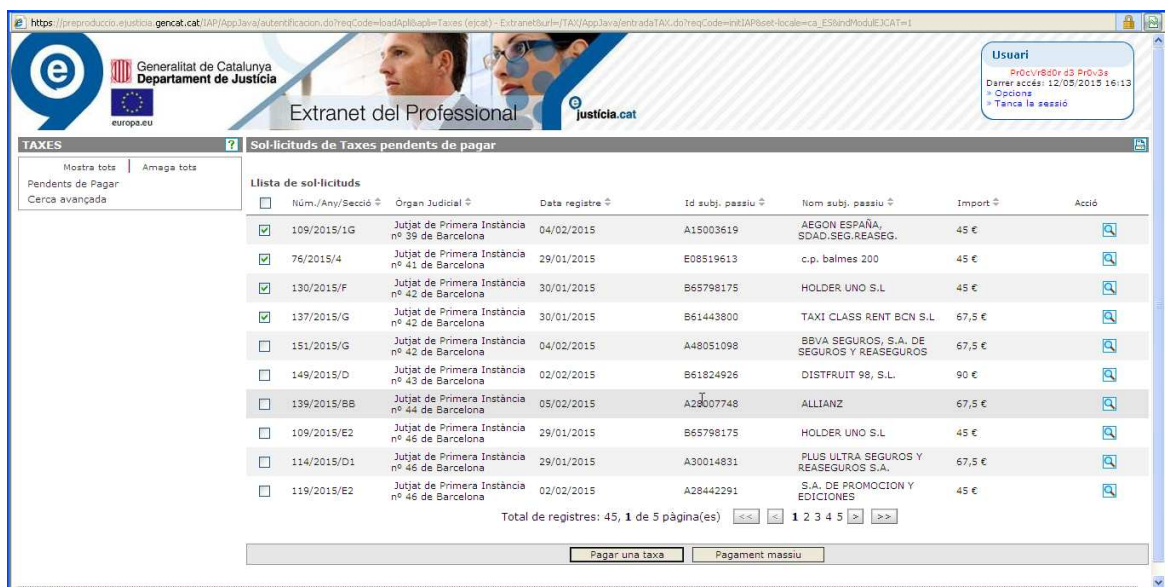 https://preproduccio.ejusticia.gencat.cat/IAP/AppJava/autentificacion.do?reqCode=loadApli&apli=Taxes (ejcat) - Extranet&url=/TAX/AppJava/entradaTAX.do?reqCode=initIAP&set-locale=ca_ES&indModulEJCAT=1
Generalitat de Catalunya
Departament de Justícia
europa.eu
Extranet del Professional
ejustícia.cat
Usuari
Pr0cVr8d0r d3 Pr0v3s
Darrer accés: 12/05/2015 16:13
» Opcions
» Tanca la sessió
TAXES ?
Mostra tots | Amaga tots
Pendents de Pagar
Cerca avançada
Sol·licituds de Taxes pendents de pagar
Llista de sol·licituds
Núm./Any/Secció Òrgan Judicial Data registre Id subj. passiu Nom subj. passiu Import Acció
109/2015/1G Jutjat de Primera Instància nº 39 de Barcelona 04/02/2015 A15003619 AEGON ESPAÑA, SDAD.SEG.REASEG. 45 €
76/2015/4 Jutjat de Primera Instància nº 41 de Barcelona 29/01/2015 E08519613 c.p. balmes 200 45 €
130/2015/F Jutjat de Primera Instància nº 42 de Barcelona 30/01/2015 B65798175 HOLDER UNO S.L 45 €
137/2015/G Jutjat de Primera Instància nº 42 de Barcelona 30/01/2015 B61443800 TAXI CLASS RENT BCN S.L 67,5 €
151/2015/G Jutjat de Primera Instància nº 42 de Barcelona 04/02/2015 A48051098 BBVA SEGUROS, S.A. DE SEGUROS Y REASEGUROS 67,5 €
149/2015/D Jutjat de Primera Instància nº 43 de Barcelona 02/02/2015 B61824926 DISTFRUIT 98, S.L. 90 €
139/2015/BB Jutjat de Primera Instància nº 44 de Barcelona 05/02/2015 A28007748 ALLIANZ 67,5 €
109/2015/E2 Jutjat de Primera Instància nº 46 de Barcelona 29/01/2015 B65798175 HOLDER UNO S.L 45 €
114/2015/D1 Jutjat de Primera Instància nº 46 de Barcelona 29/01/2015 A30014831 PLUS ULTRA SEGUROS Y REASEGUROS S.A. 67,5 €
119/2015/E2 Jutjat de Primera Instància nº 46 de Barcelona 02/02/2015 A28442291 S.A. DE PROMOCION Y EDICIONES 45 €
Total de registres: 45, 1 de 5 pàgina(es) << < 1 2 3 4 5 > >>
Pagar una taxa Pagament massiu